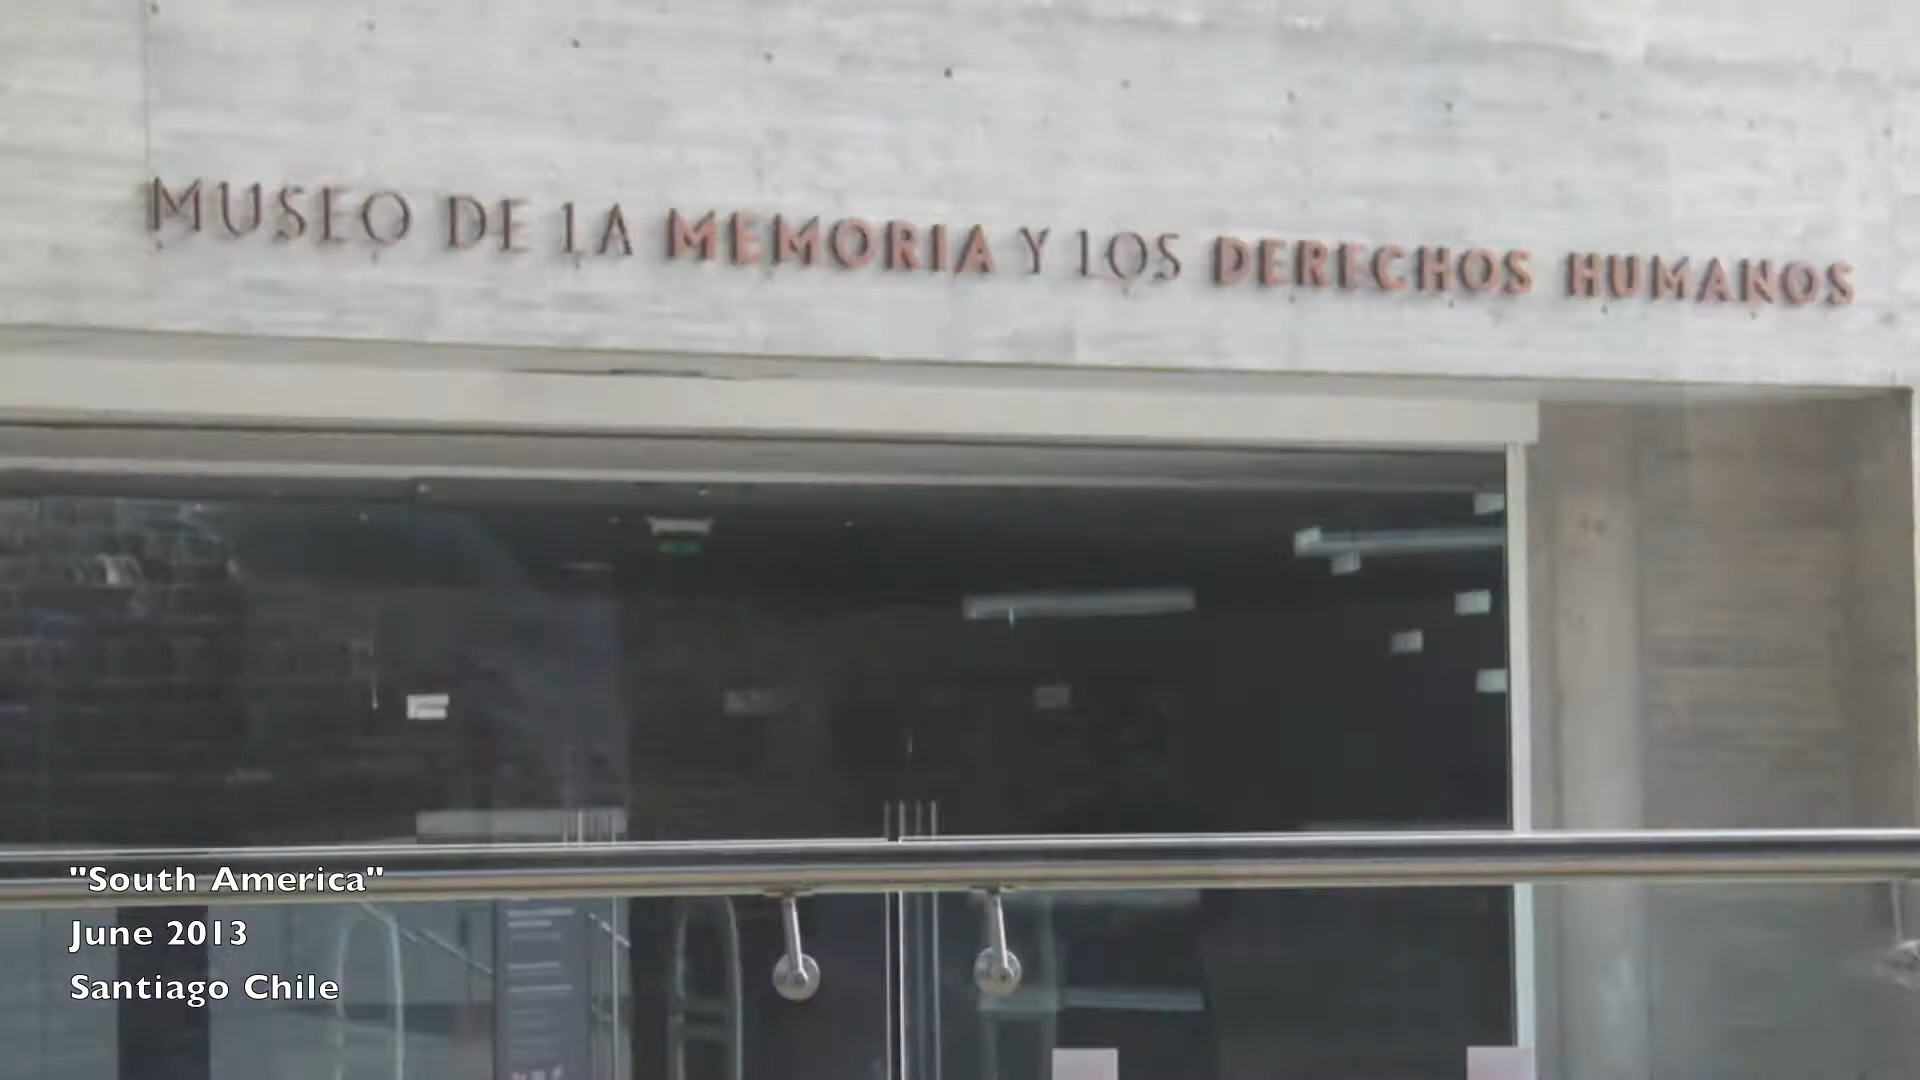 MUSEO DE LA MEMORIA Y LOS DERECHOS HUMANOS
"South America"
June 2013
Santiago Chile